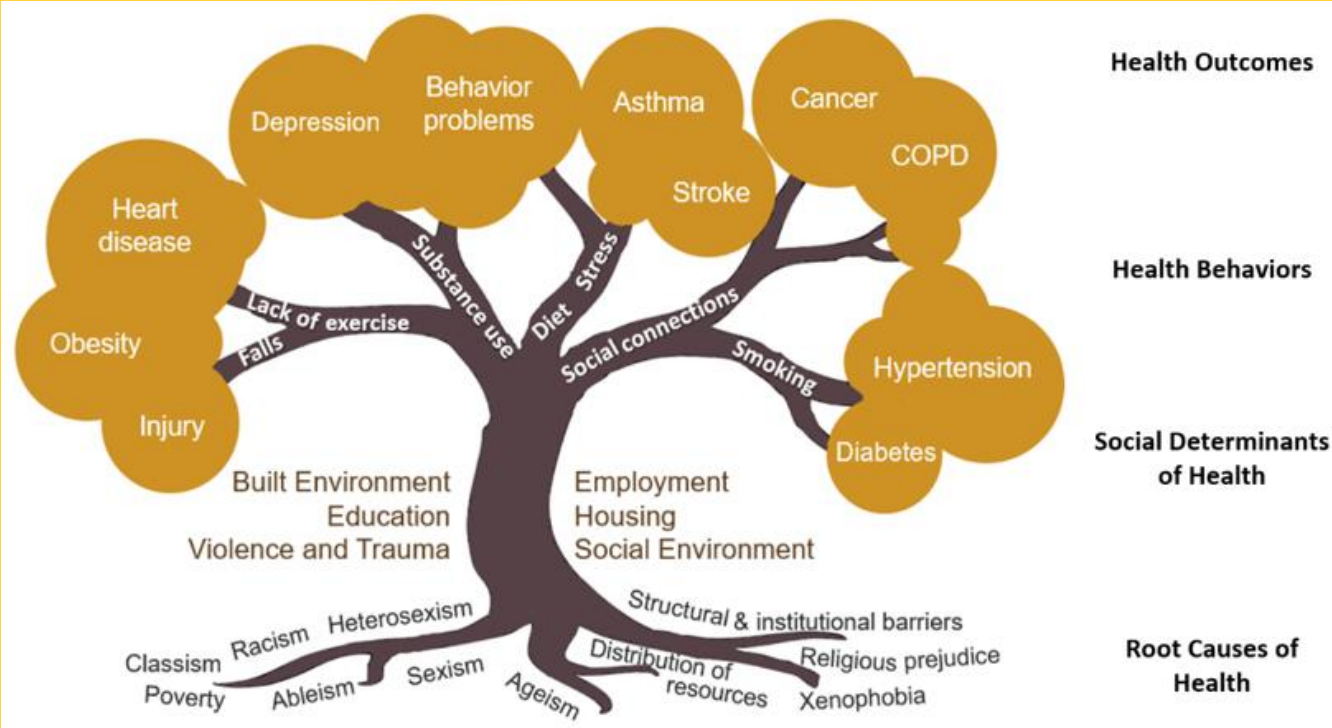 Health Outcomes
Depression
Behavior
problems
Asthma
Stroke
Cancer
COPD
Heart
disease
Obesity
Injury
Hypertension
Diabetes
Health Behaviors
Lack of exercise
Falls
Substance use
Diet
Stress
Social connections
Smoking
Social Determinants
of Health
Built Environment
Education
Violence and Trauma
Employment
Housing
Social Environment
Root Causes of
Health
Classism
Poverty
Racism
Heterosexism
Ableism
Sexism
Ageism
Structural & institutional barriers
Distribution of
resources
Religious prejudice
Xenophobia